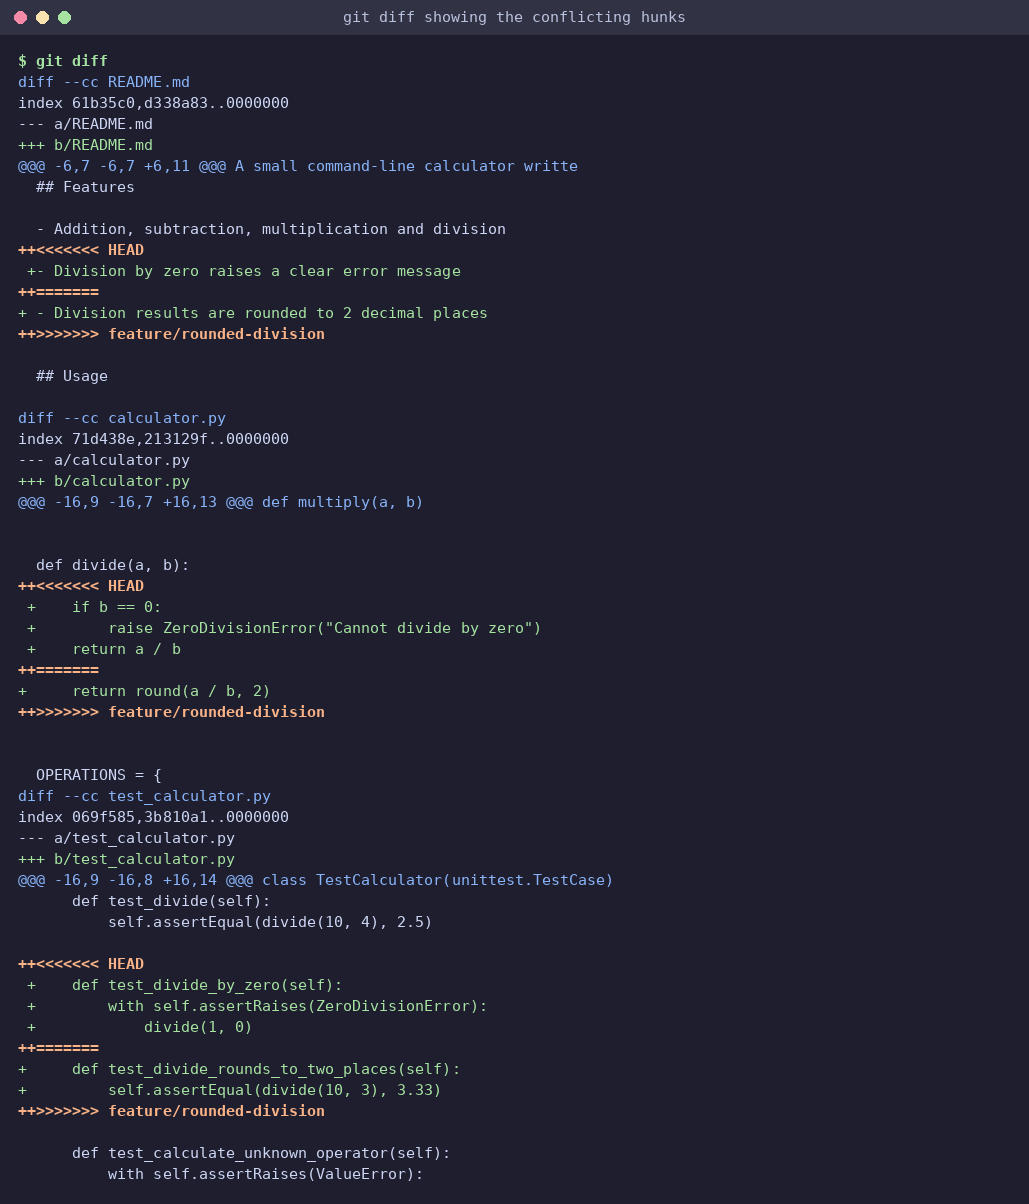 git diff showing the conflicting hunks
$ git diff
diff --cc README.md
index 61b35c0,d338a83..0000000
--- a/README.md
+++ b/README.md
@@@ -6,7 -6,7 +6,11 @@@ A small command-line calculator writte
  ## Features

  - Addition, subtraction, multiplication and division
++<<<<<<< HEAD
 +- Division by zero raises a clear error message
++=======
+ - Division results are rounded to 2 decimal places
++>>>>>>> feature/rounded-division

  ## Usage

diff --cc calculator.py
index 71d438e,213129f..0000000
--- a/calculator.py
+++ b/calculator.py
@@@ -16,9 -16,7 +16,13 @@@ def multiply(a, b)


  def divide(a, b):
++<<<<<<< HEAD
 +    if b == 0:
 +        raise ZeroDivisionError("Cannot divide by zero")
 +    return a / b
++=======
+     return round(a / b, 2)
++>>>>>>> feature/rounded-division


  OPERATIONS = {
diff --cc test_calculator.py
index 069f585,3b810a1..0000000
--- a/test_calculator.py
+++ b/test_calculator.py
@@@ -16,9 -16,8 +16,14 @@@ class TestCalculator(unittest.TestCase)
      def test_divide(self):
          self.assertEqual(divide(10, 4), 2.5)

++<<<<<<< HEAD
 +    def test_divide_by_zero(self):
 +        with self.assertRaises(ZeroDivisionError):
 +            divide(1, 0)
++=======
+     def test_divide_rounds_to_two_places(self):
+         self.assertEqual(divide(10, 3), 3.33)
++>>>>>>> feature/rounded-division

      def test_calculate_unknown_operator(self):
          with self.assertRaises(ValueError):